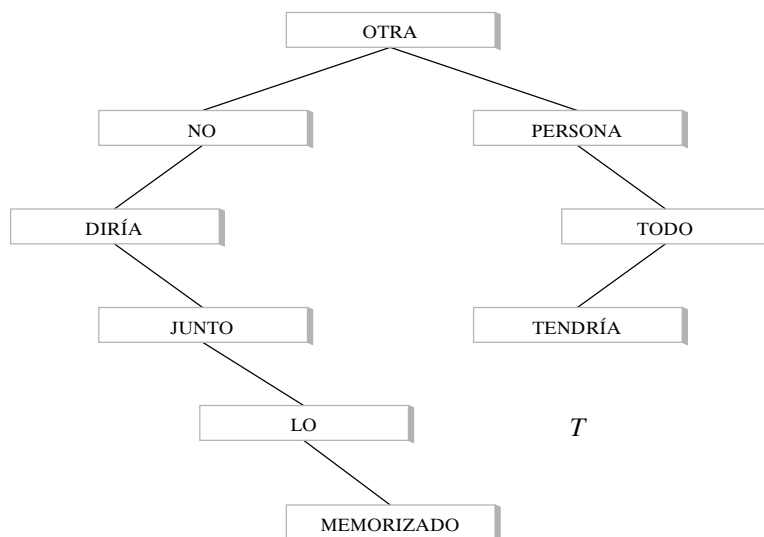 OTRA
NO PERSONA
DIRÍA TODO
JUNTO TENDRÍA
LO T
MEMORIZADO